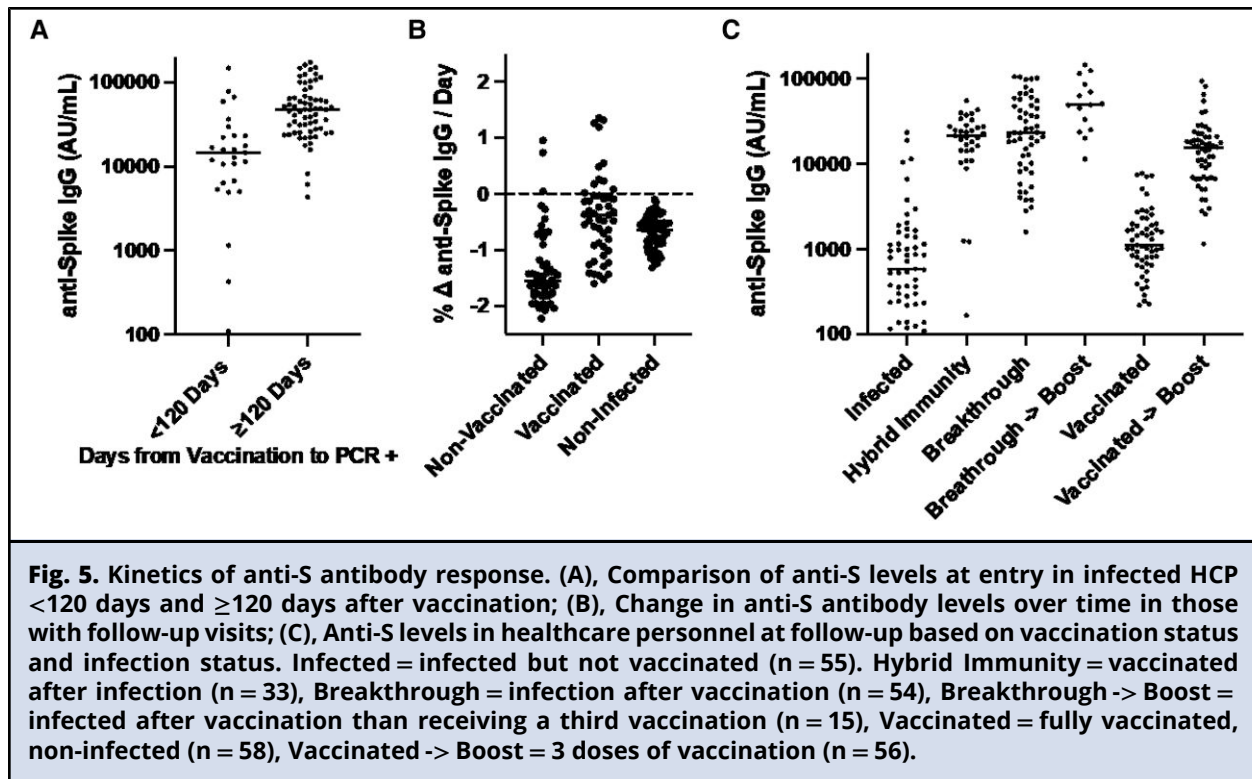 A
anti-Spike IgG (AU/mL)
100000
10000
1000
100
<120 Days
≥120 Days
Days from Vaccination to PCR +
B
% Δ anti-Spike IgG / Day
2
1
0
-1
-2
Non-Vaccinated
Vaccinated
Non-Infected
C
anti-Spike IgG (AU/mL)
100000
10000
1000
100
Infected
Hybrid Immunity
Breakthrough
Breathrough -> Boost
Vaccinated
Vaccinated -> Boost
Fig. 5. Kinetics of anti-S antibody response. (A), Comparison of anti-S levels at entry in infected HCP
<120 days and ≥120 days after vaccination; (B), Change in anti-S antibody levels over time in those
with follow-up visits; (C), Anti-S levels in healthcare personnel at follow-up based on vaccination status
and infection status. Infected = infected but not vaccinated (n = 55). Hybrid Immunity = vaccinated
after infection (n = 33), Breakthrough = infection after vaccination (n = 54), Breakthrough -> Boost =
infected after vaccination than receiving a third vaccination (n = 15), Vaccinated = fully vaccinated,
non-infected (n = 58), Vaccinated -> Boost = 3 doses of vaccination (n = 56).